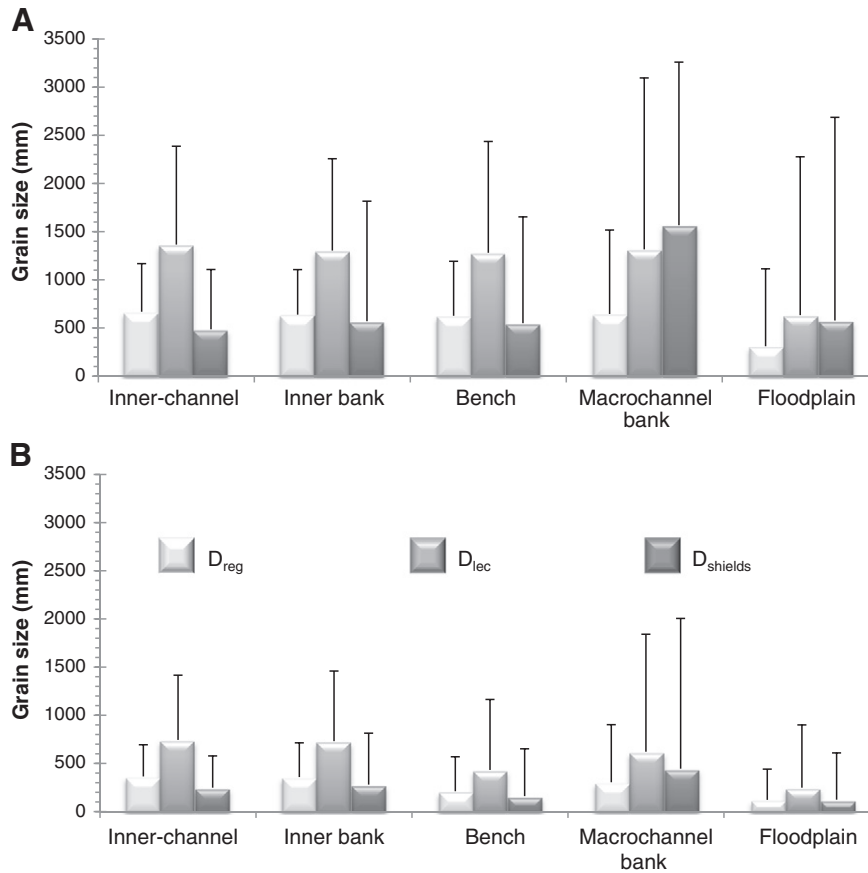 A
3500
3000
2500
2000
1500
1000
500
0
Grain size (mm)
Inner-channel Inner bank Bench Macrochannel bank Floodplain
B
3500
3000
2500
2000
1500
1000
500
0
Grain size (mm)
Dreg Dlec Dshields
Inner-channel Inner bank Bench Macrochannel bank Floodplain